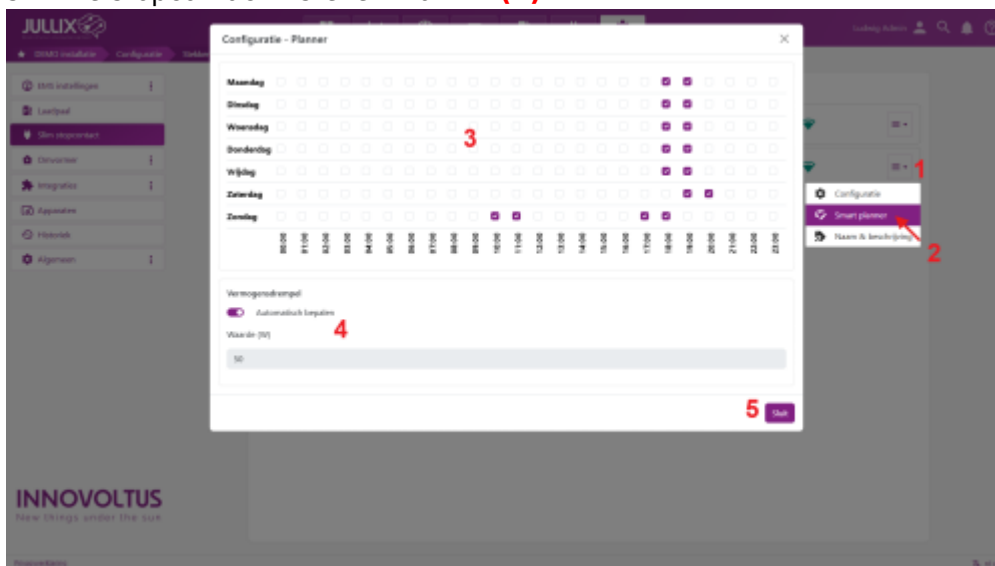 JULLIX
Ludwig Admin
DEMO installatie
Configuratie
EMS instellingen
Laadpaal
Slim stopcontact
Omvormer
Integraties
Apparaten
Historiek
Algemeen
Configuratie - Planner
Maandag
Dinsdag
Woensdag
Donderdag
Vrijdag
Zaterdag
Zondag
3
00:00 01:00 02:00 03:00 04:00 05:00 06:00 07:00 08:00 09:00 10:00 11:00 12:00 13:00 14:00 15:00 16:00 17:00 18:00 19:00 20:00 21:00 22:00 23:00
Vermogensdrempel
Automatisch bepalen
4
Waarde (W)
50
5
Sluit
1
Configuratie
Smart planner
Naam & beschrijving
2
INNOVOLTUS
New things under the sun